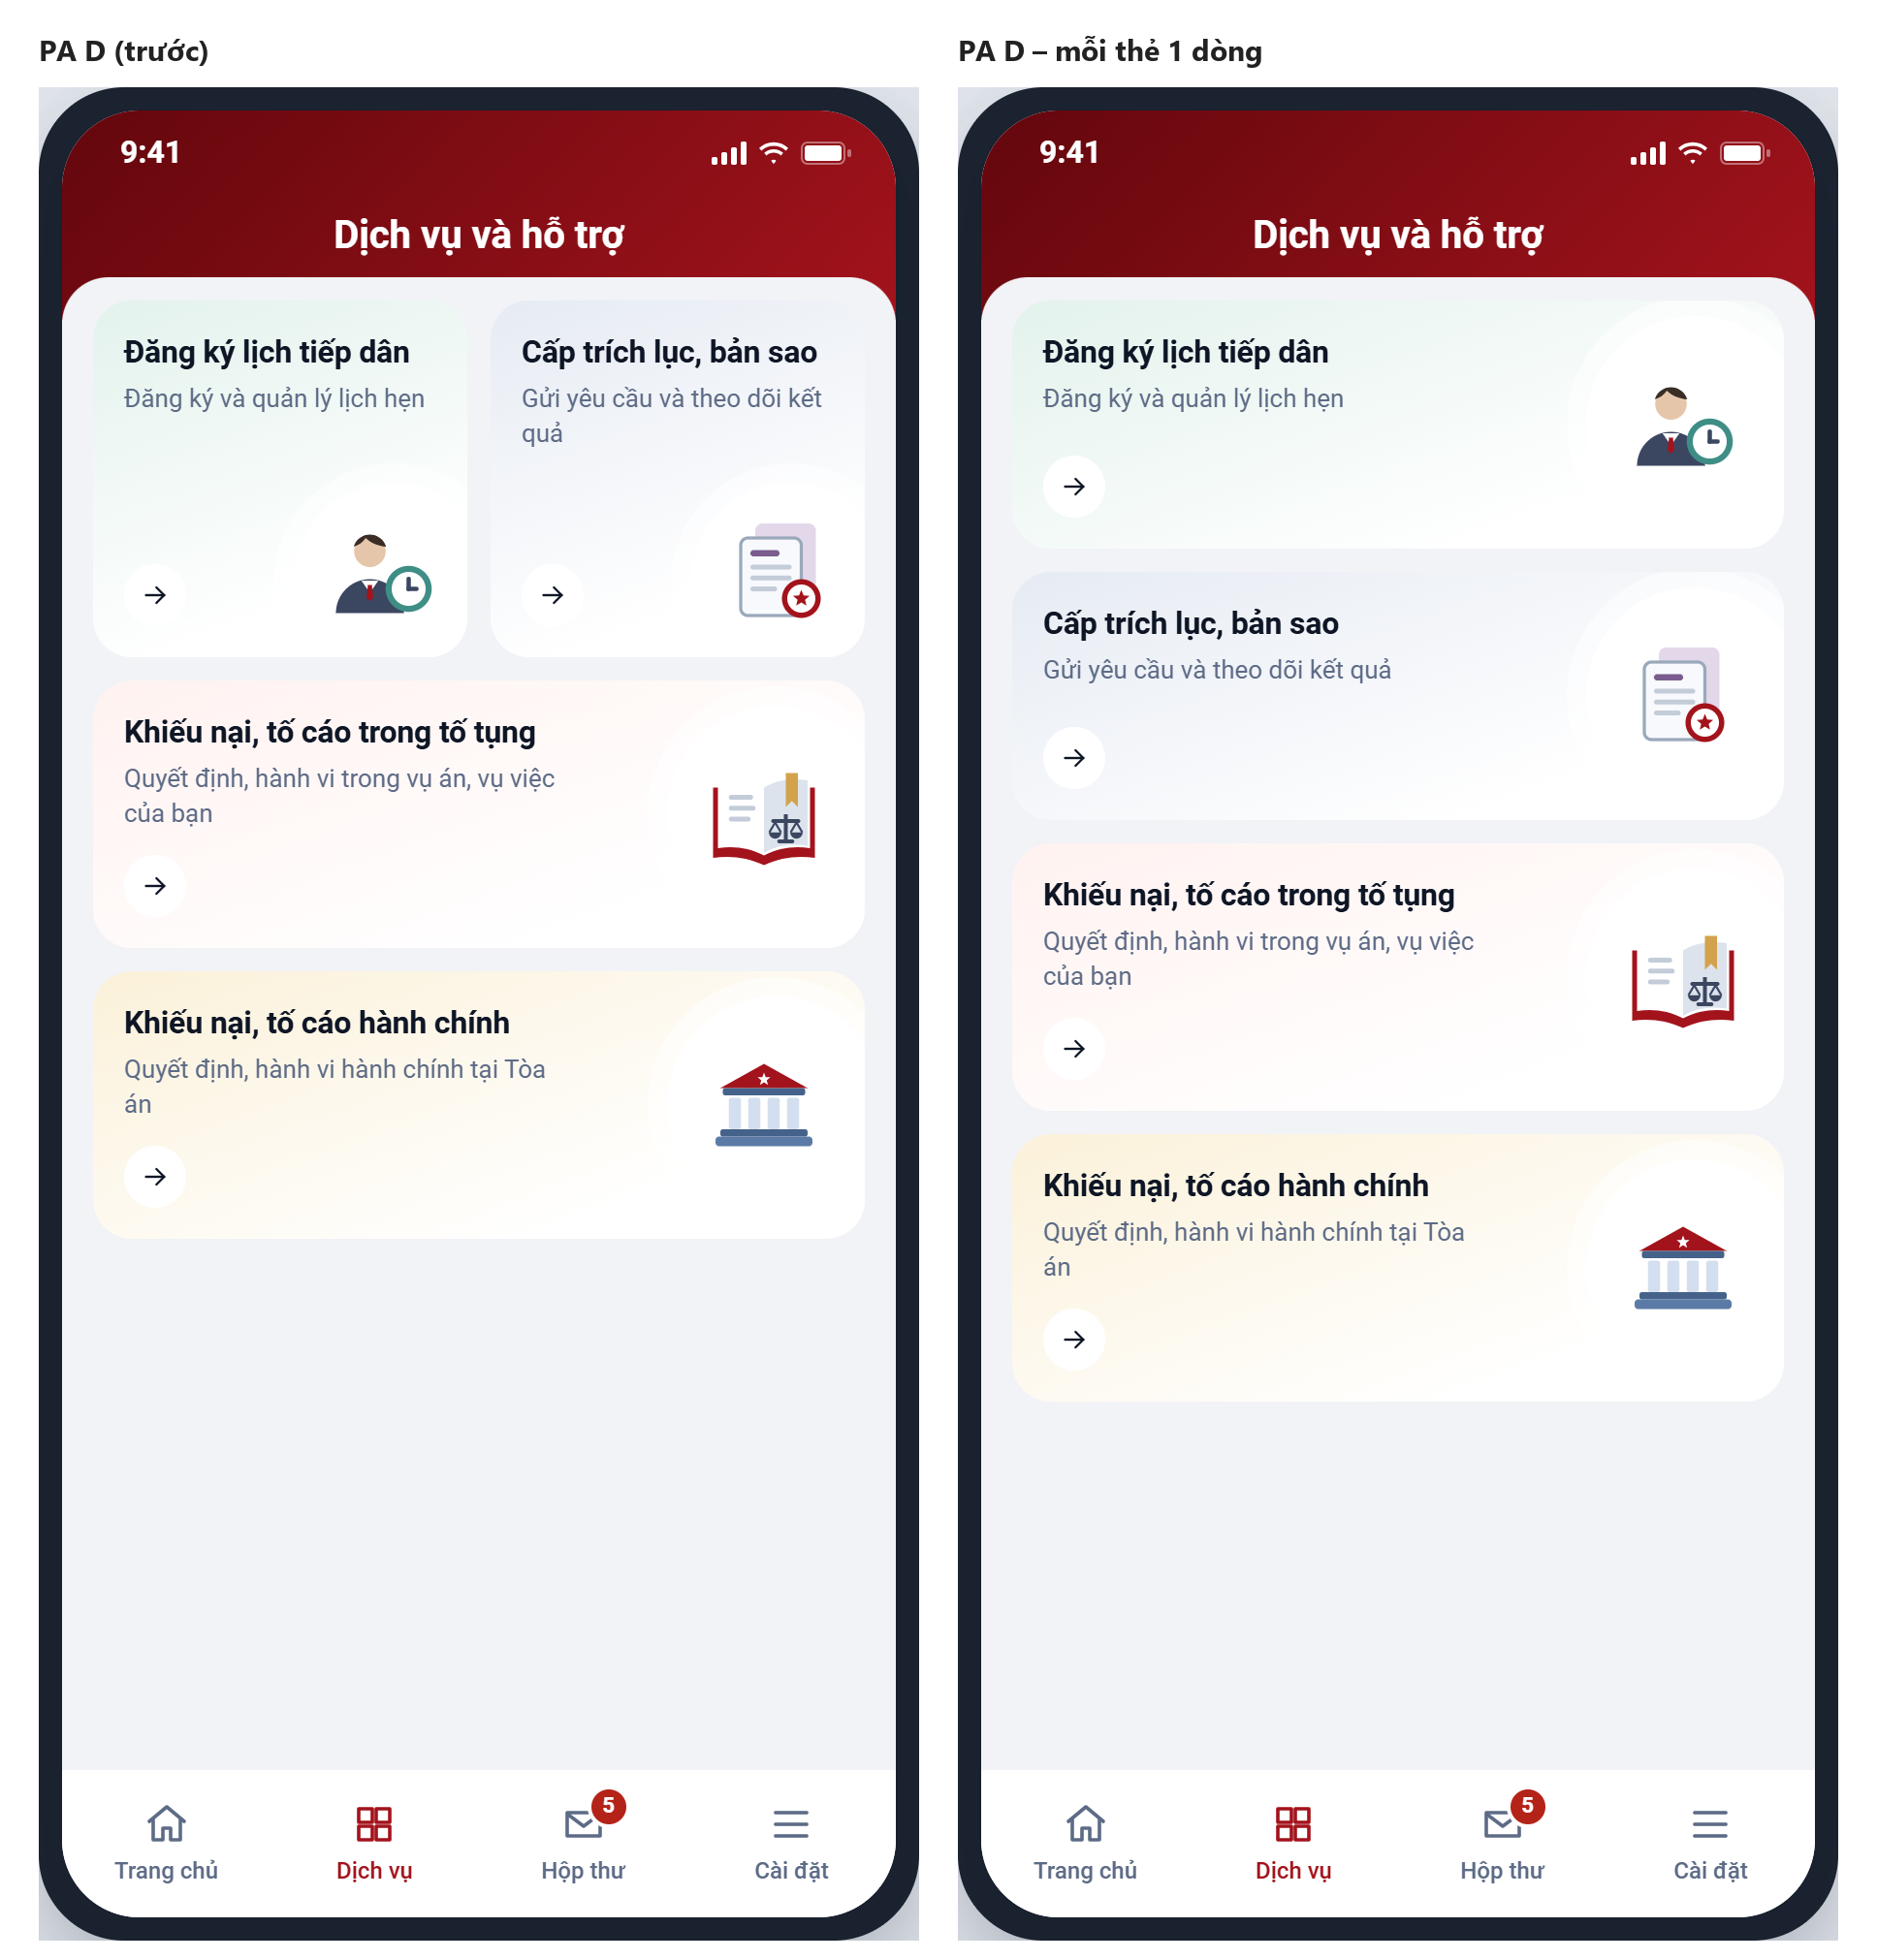 PA D (trước)
9:41
Dịch vụ và hỗ trợ
Đăng ký lịch tiếp dân
Đăng ký và quản lý lịch hẹn
Cấp trích lục, bản sao
Gửi yêu cầu và theo dõi kết
quả
Khiếu nại, tố cáo trong tố tụng
Quyết định, hành vi trong vụ án, vụ việc
của bạn
Khiếu nại, tố cáo hành chính
Quyết định, hành vi hành chính tại Tòa
án
5
Trang chủ
Dịch vụ
Hộp thư
Cài đặt
PA D – mỗi thẻ 1 dòng
9:41
Dịch vụ và hỗ trợ
Đăng ký lịch tiếp dân
Đăng ký và quản lý lịch hẹn
Cấp trích lục, bản sao
Gửi yêu cầu và theo dõi kết quả
Khiếu nại, tố cáo trong tố tụng
Quyết định, hành vi trong vụ án, vụ việc
của bạn
Khiếu nại, tố cáo hành chính
Quyết định, hành vi hành chính tại Tòa
án
5
Trang chủ
Dịch vụ
Hộp thư
Cài đặt